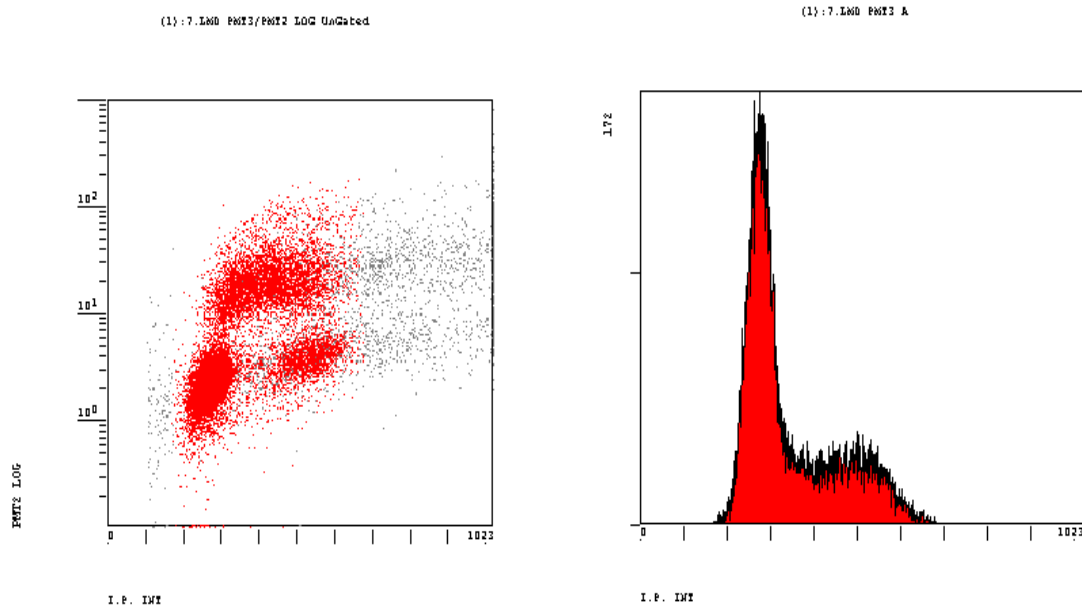 (1):7.LMD PMT3/PMT2 LOG UnGated
10²
10¹
10⁰
PMT2 LOG
0
1023
I.P. INT
(1):7.LMD PMT3 A
172
0
1023
I.P. INT